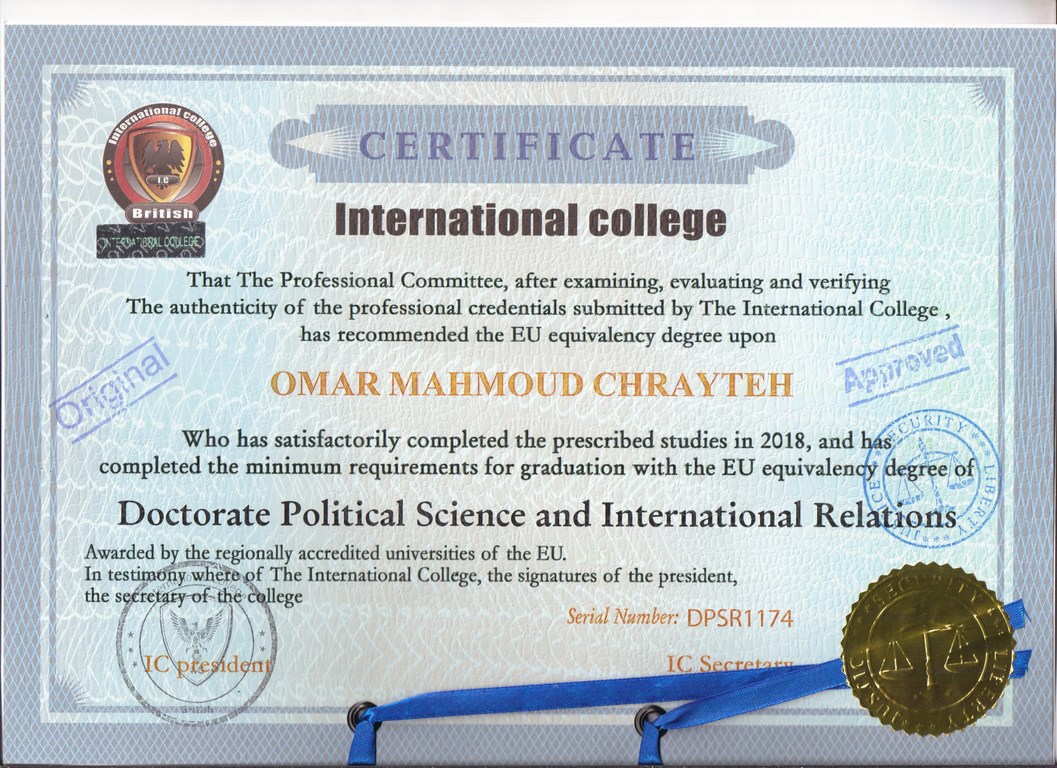 International college
I.C
British
INTERNATIONAL COLLEGE
CERTIFICATE
International college
That The Professional Committee, after examining, evaluating and verifying
The authenticity of the professional credentials submitted by The International College ,
has recommended the EU equivalency degree upon
Original
Approved
OMAR MAHMOUD CHRAYTEH
Who has satisfactorily completed the prescribed studies in 2018, and has
completed the minimum requirements for graduation with the EU equivalency degree of
SECURITY LIBERTY JUSTICE
Doctorate Political Science and International Relations
Awarded by the regionally accredited universities of the EU.
In testimony where of The International College, the signatures of the president,
the secretary of the college
Serial Number: DPSR1174
IC president
IC Secretary
SECURITY LIBERTY JUSTIC